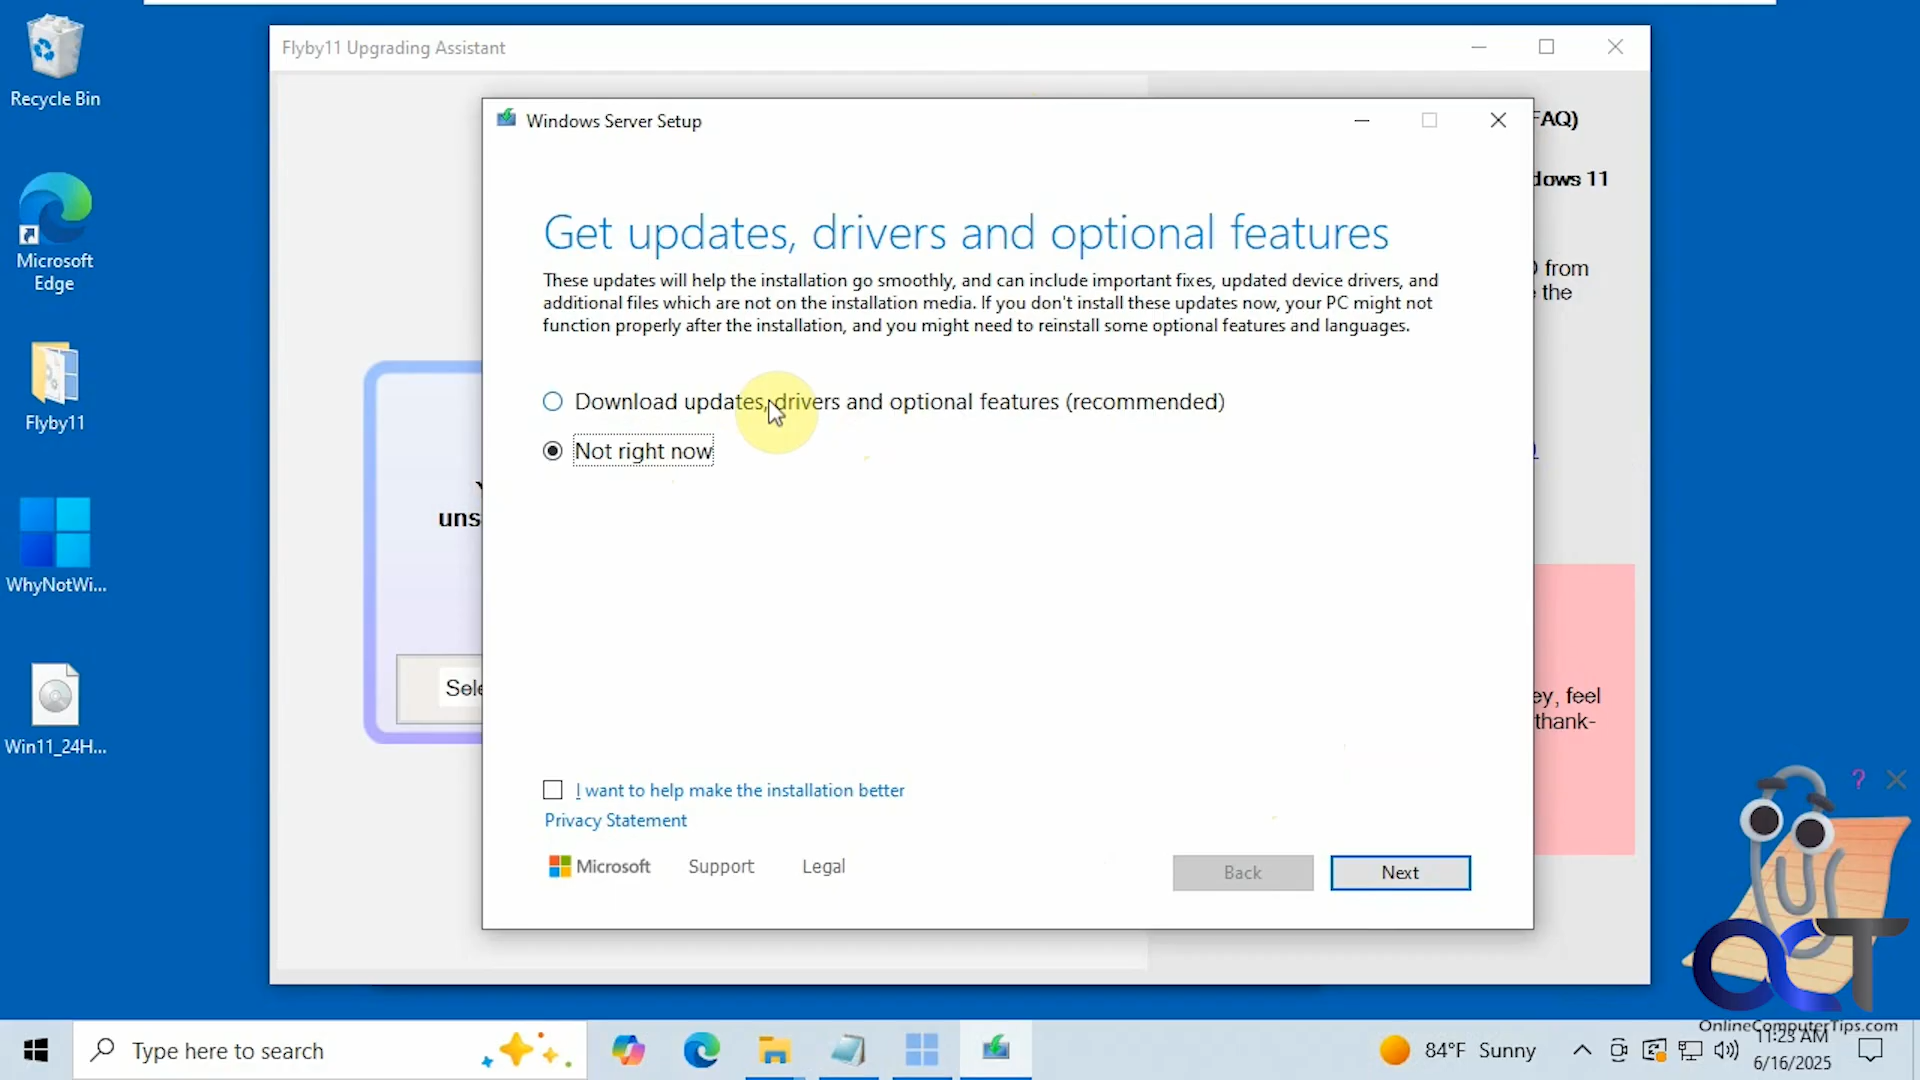 Recycle Bin
Microsoft
Edge
Flyby11
WhyNotWi...
Win11_24H...
Flyby11 Upgrading Assistant
FAQ)
dows 11
from
the
uns
Sele
ey, feel
thank-
Windows Server Setup
Get updates, drivers and optional features
These updates will help the installation go smoothly, and can include important fixes, updated device drivers, and
additional files which are not on the installation media. If you don't install these updates now, your PC might not
function properly after the installation, and you might need to reinstall some optional features and languages.
Download updates, drivers and optional features (recommended)
Not right now
I want to help make the installation better
Privacy Statement
Microsoft Support Legal
Back Next
?
OCT
OnlineComputerTips.com
Type here to search
84°F Sunny
11:23 AM
6/16/2025